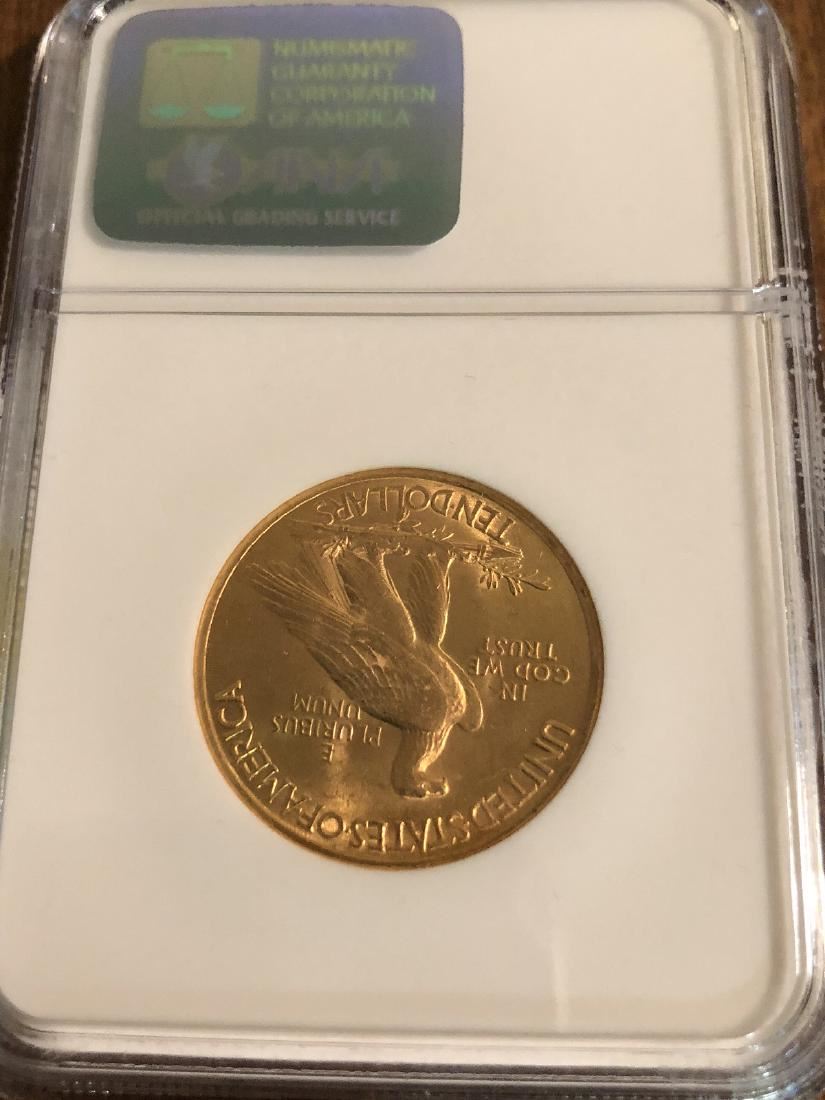 NUMISMATIC
GUARANTY
CORPORATION
OF AMERICA
OFFICIAL GRADING SERVICE
UNITED·STATES·OF·AMERICA
E
PLURIBUS
UNUM
IN
GOD WE
TRUST
TEN·DOLLARS